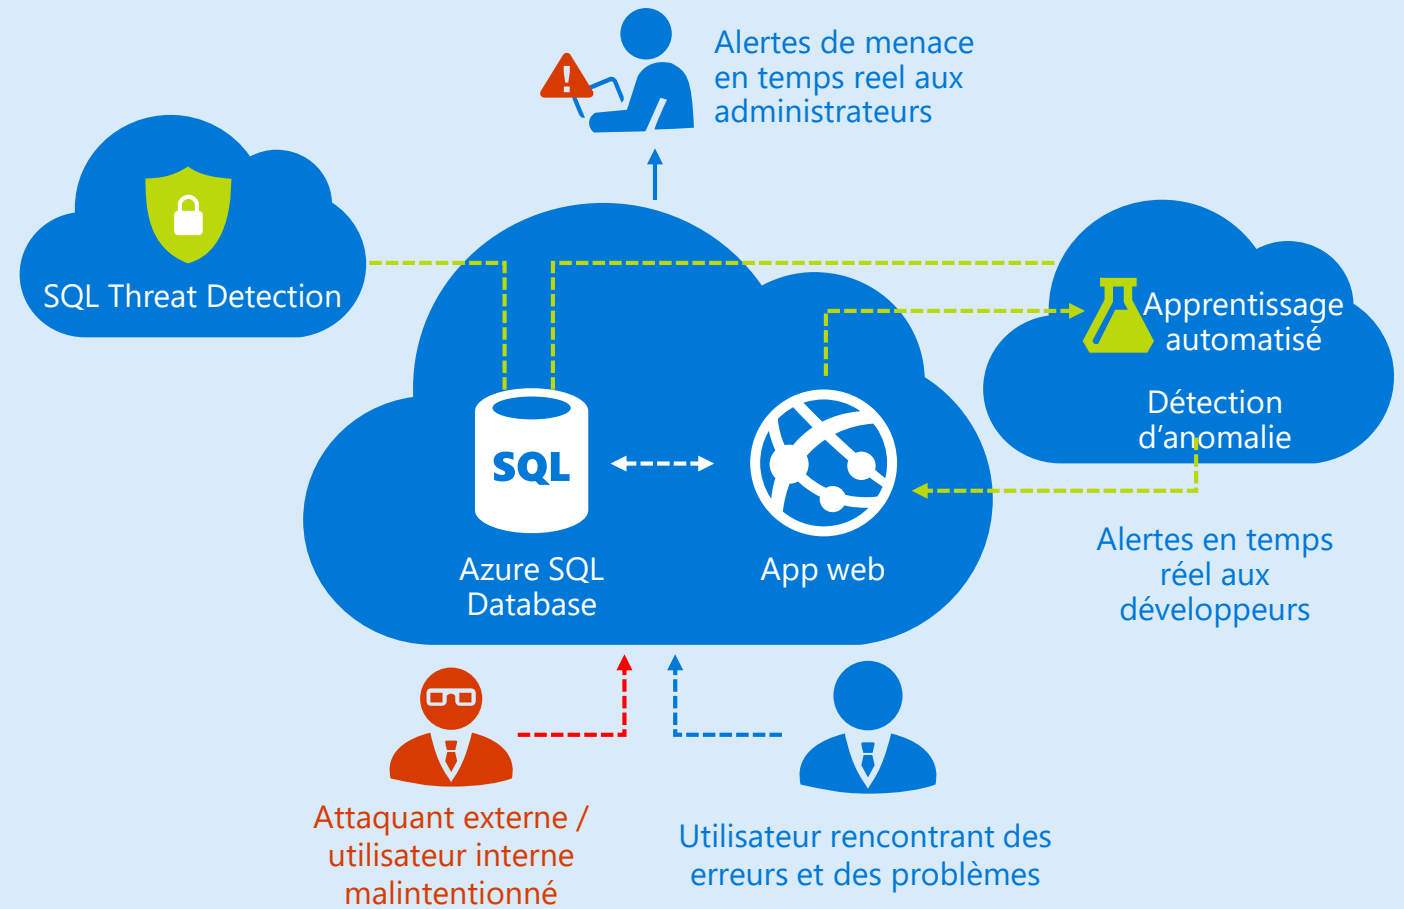 Alertes de menace
en temps reel aux
administrateurs
SQL Threat Detection
Apprentissage
automatisé
Détection
d’anomalie
SQL
Azure SQL
Database
App web
Alertes en temps
réel aux
développeurs
Attaquant externe /
utilisateur interne
malintentionné
Utilisateur rencontrant des
erreurs et des problèmes